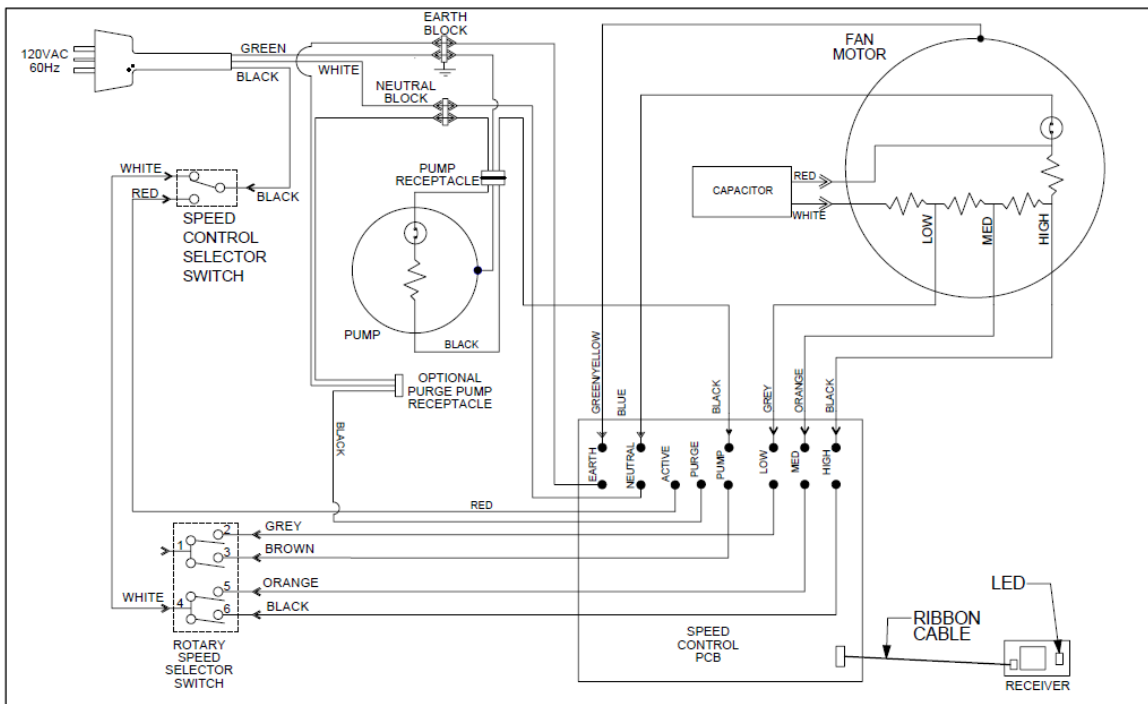 EARTH
BLOCK
120VAC
60Hz
GREEN
WHITE
BLACK
NEUTRAL
BLOCK
FAN
MOTOR
WHITE
RED
BLACK
SPEED
CONTROL
SELECTOR
SWITCH
PUMP
RECEPTACLE
CAPACITOR
RED
WHITE
LOW
MED
HIGH
PUMP
BLACK
OPTIONAL
PURGE PUMP
RECEPTACLE
BLACK
GREEN/YELLOW
BLUE
BLACK
GREY
ORANGE
BLACK
EARTH
NEUTRAL
ACTIVE
PURGE
PUMP
LOW
MED
HIGH
RED
1
2
GREY
3
BROWN
WHITE
4
5
ORANGE
6
BLACK
ROTARY
SPEED
SELECTOR
SWITCH
SPEED
CONTROL
PCB
LED
RIBBON
CABLE
RECEIVER